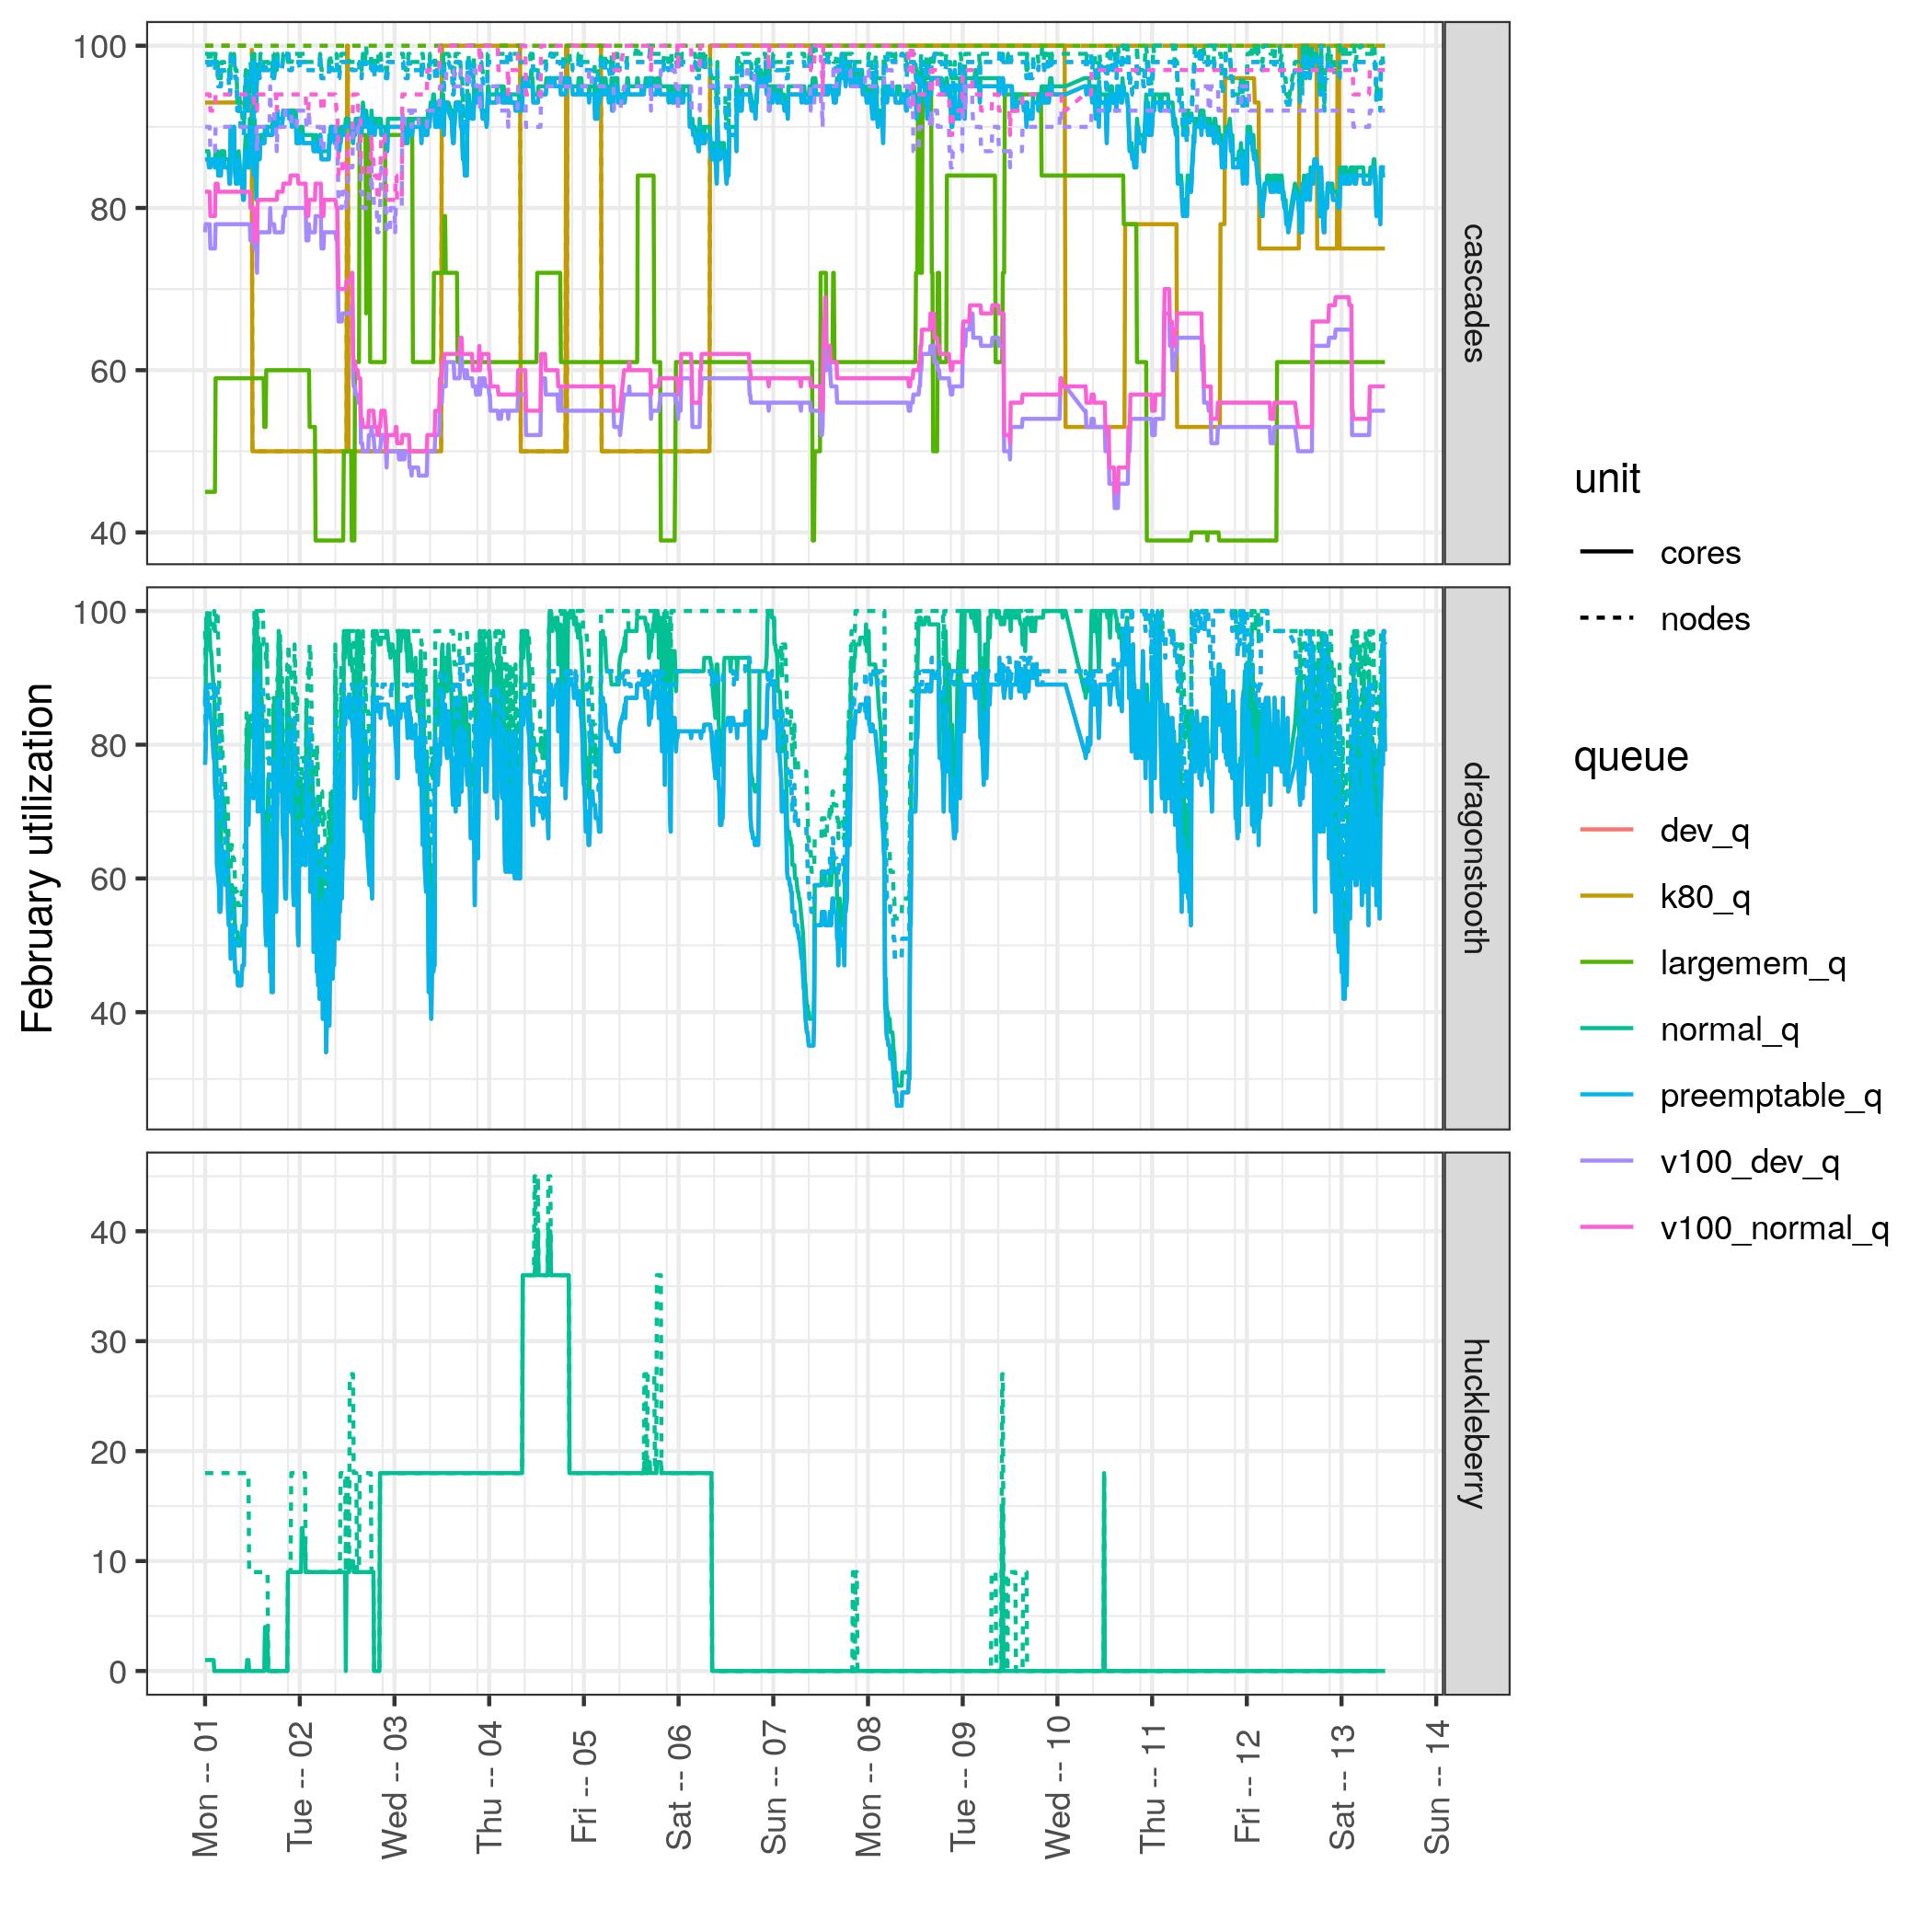 February utilization
100
80
60
40
cascades
100
80
60
40
dragonstooth
40
30
20
10
0
huckleberry
Mon -- 01
Tue -- 02
Wed -- 03
Thu -- 04
Fri -- 05
Sat -- 06
Sun -- 07
Mon -- 08
Tue -- 09
Wed -- 10
Thu -- 11
Fri -- 12
Sat -- 13
Sun -- 14
unit
cores
nodes
queue
dev_q
k80_q
largemem_q
normal_q
preemptable_q
v100_dev_q
v100_normal_q